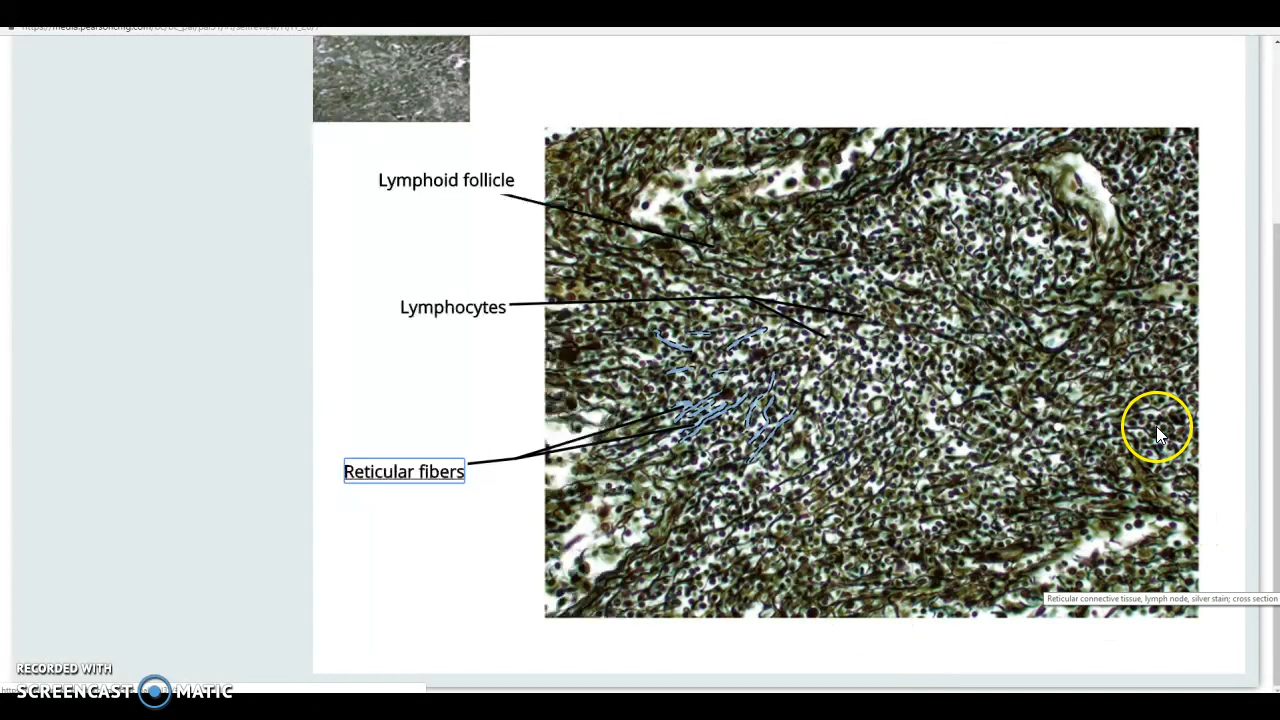 Lymphoid follicle
Lymphocytes
Reticular fibers
Reticular connective tissue, lymph node, silver stain; cross section
RECORDED WITH
SCREENCAST MATIC